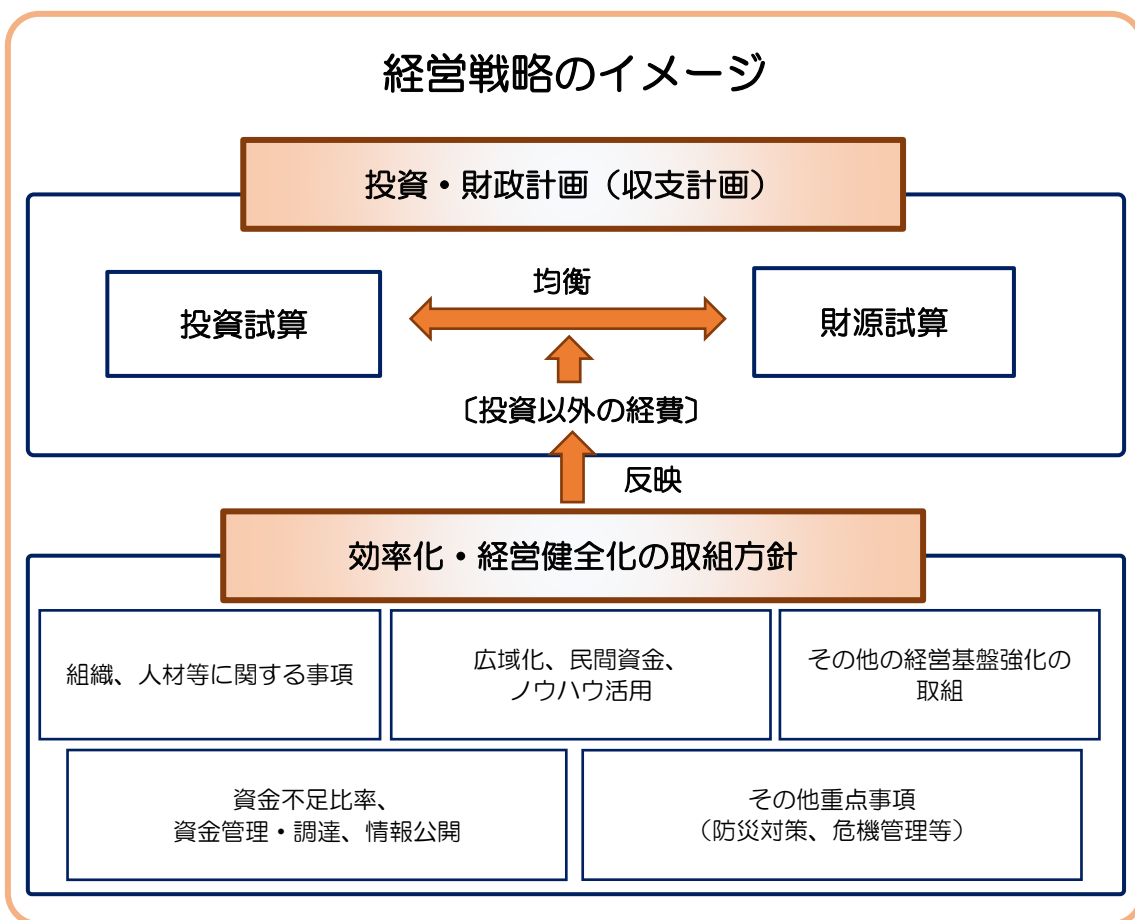 経営戦略のイメージ
投資・財政計画（収支計画）
均衡
投資試算
財源試算
〔投資以外の経費〕
反映
効率化・経営健全化の取組方針
組織、人材等に関する事項
広域化、民間資金、
ノウハウ活用
その他の経営基盤強化の
取組
資金不足比率、
資金管理・調達、情報公開
その他重点事項
（防災対策、危機管理等）